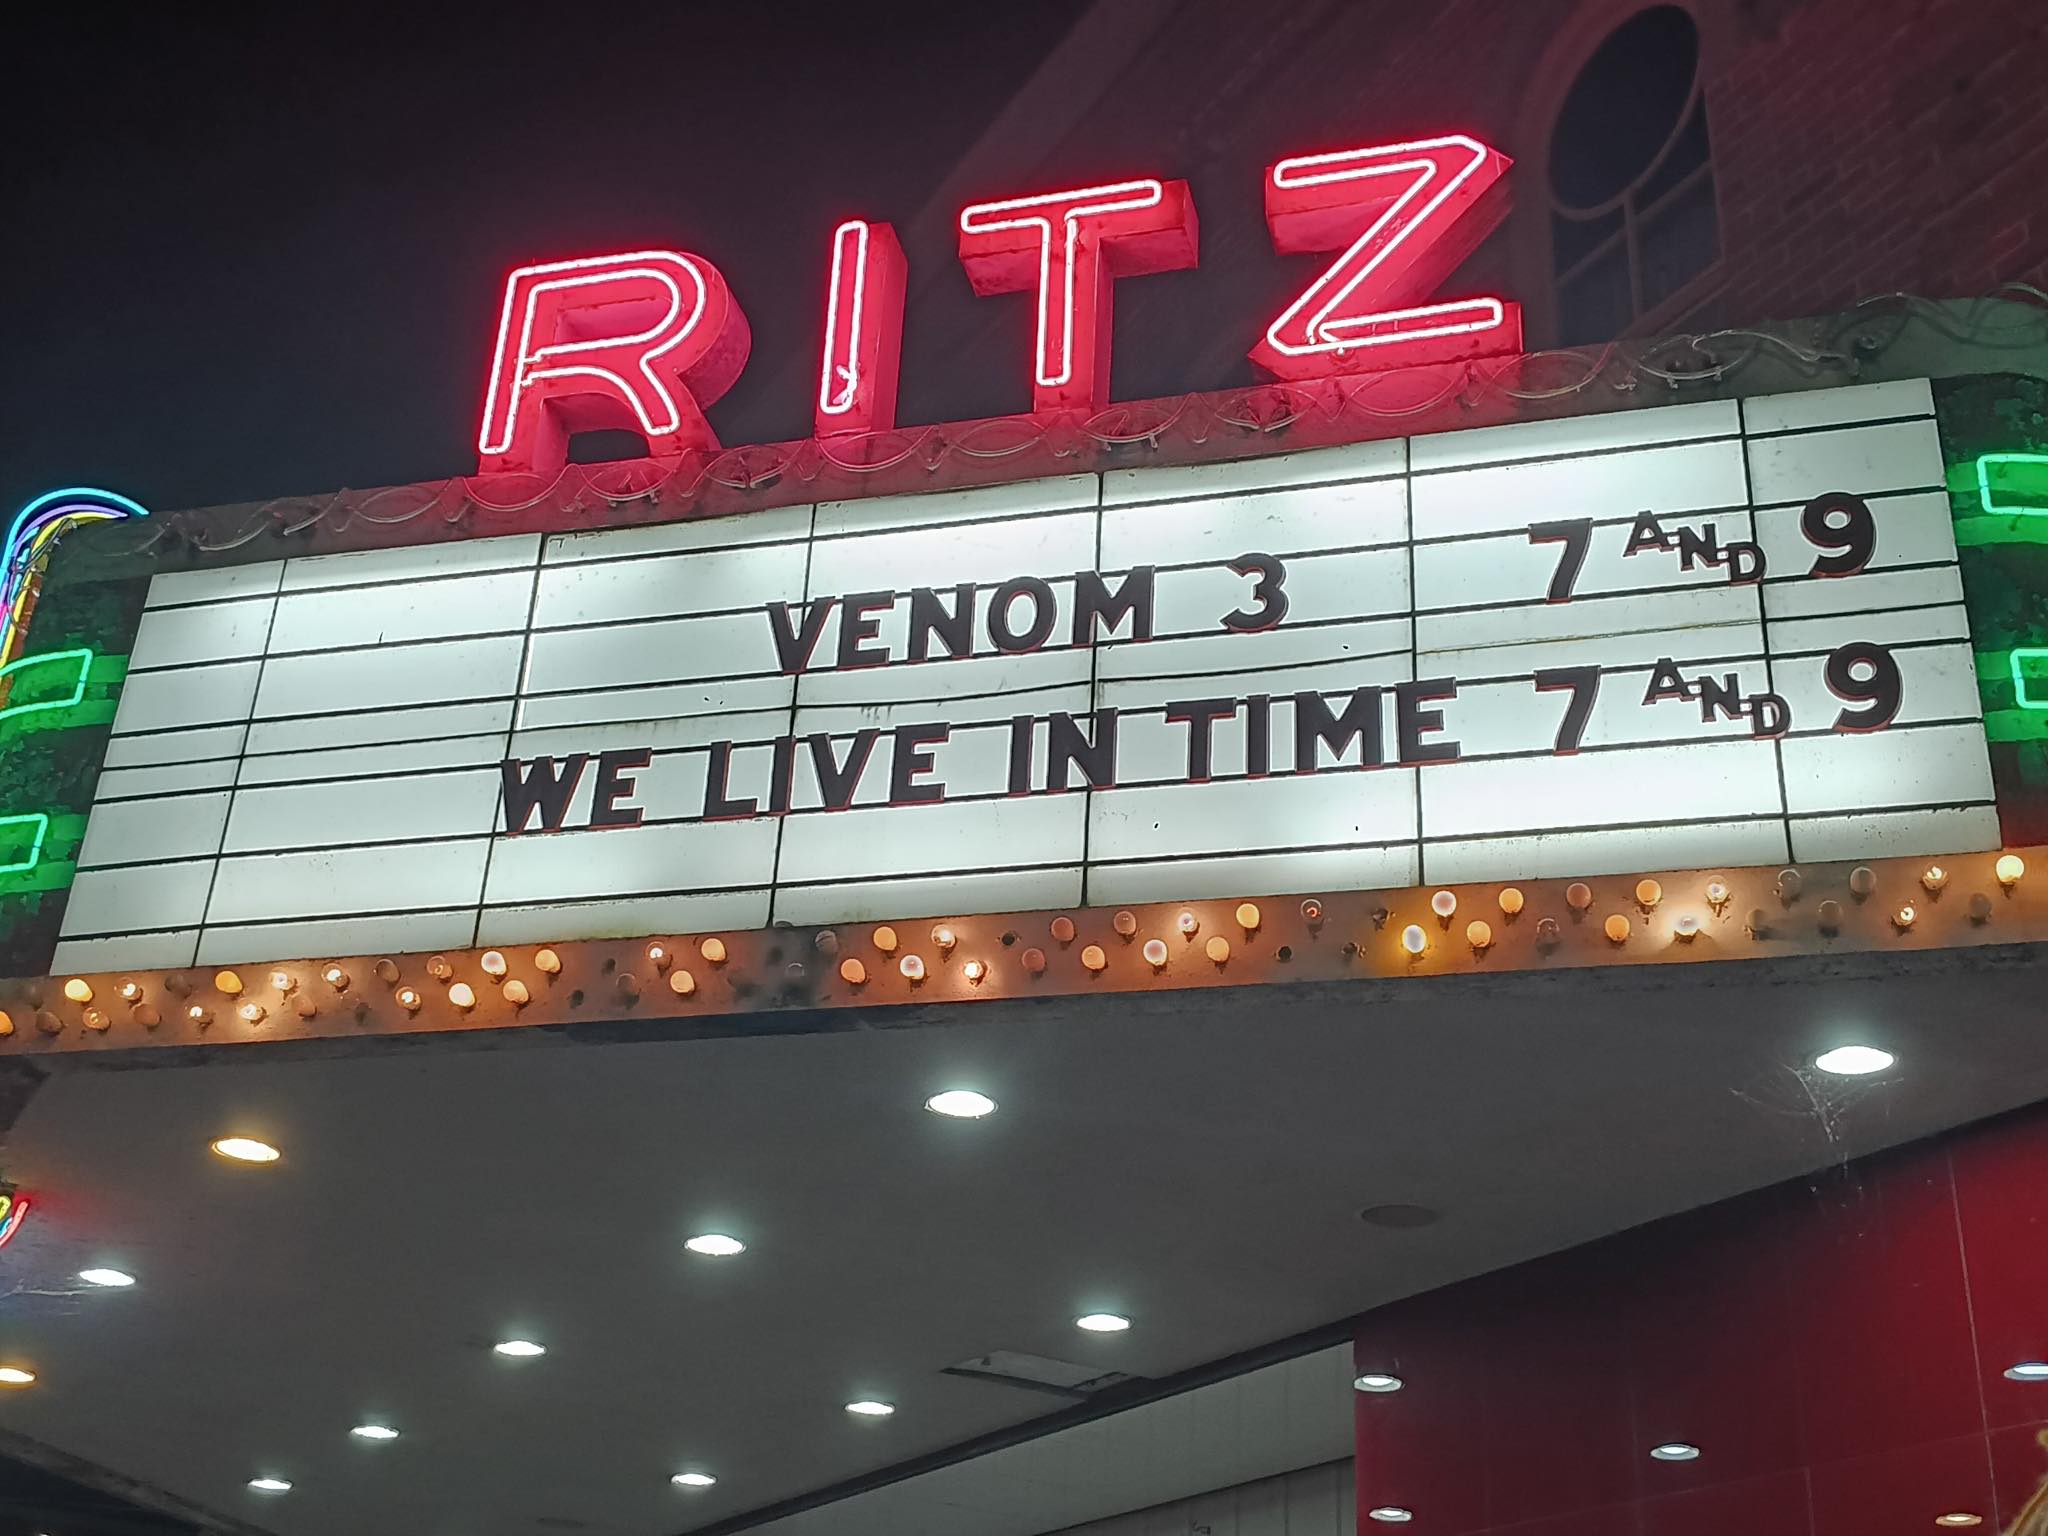 RITZ
VENOM 3 7 AND 9
WE LIVE IN TIME 7 AND 9